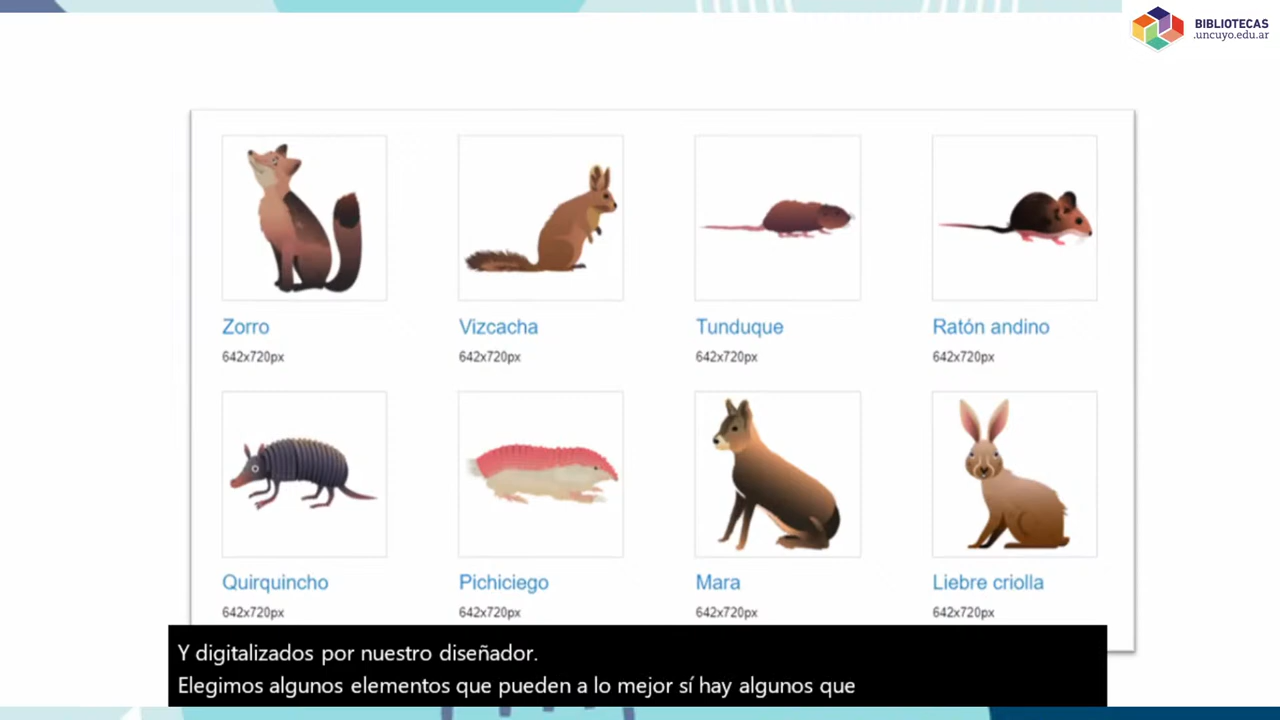 BIBLIOTECAS
.uncuyo.edu.ar
Zorro
642x720px
Vizcacha
642x720px
Tunduque
642x720px
Ratón andino
642x720px
Quirquincho
642x720px
Pichiciego
642x720px
Mara
642x720px
Liebre criolla
642x720px
Y digitalizados por nuestro diseñador.
Elegimos algunos elementos que pueden a lo mejor sí hay algunos que